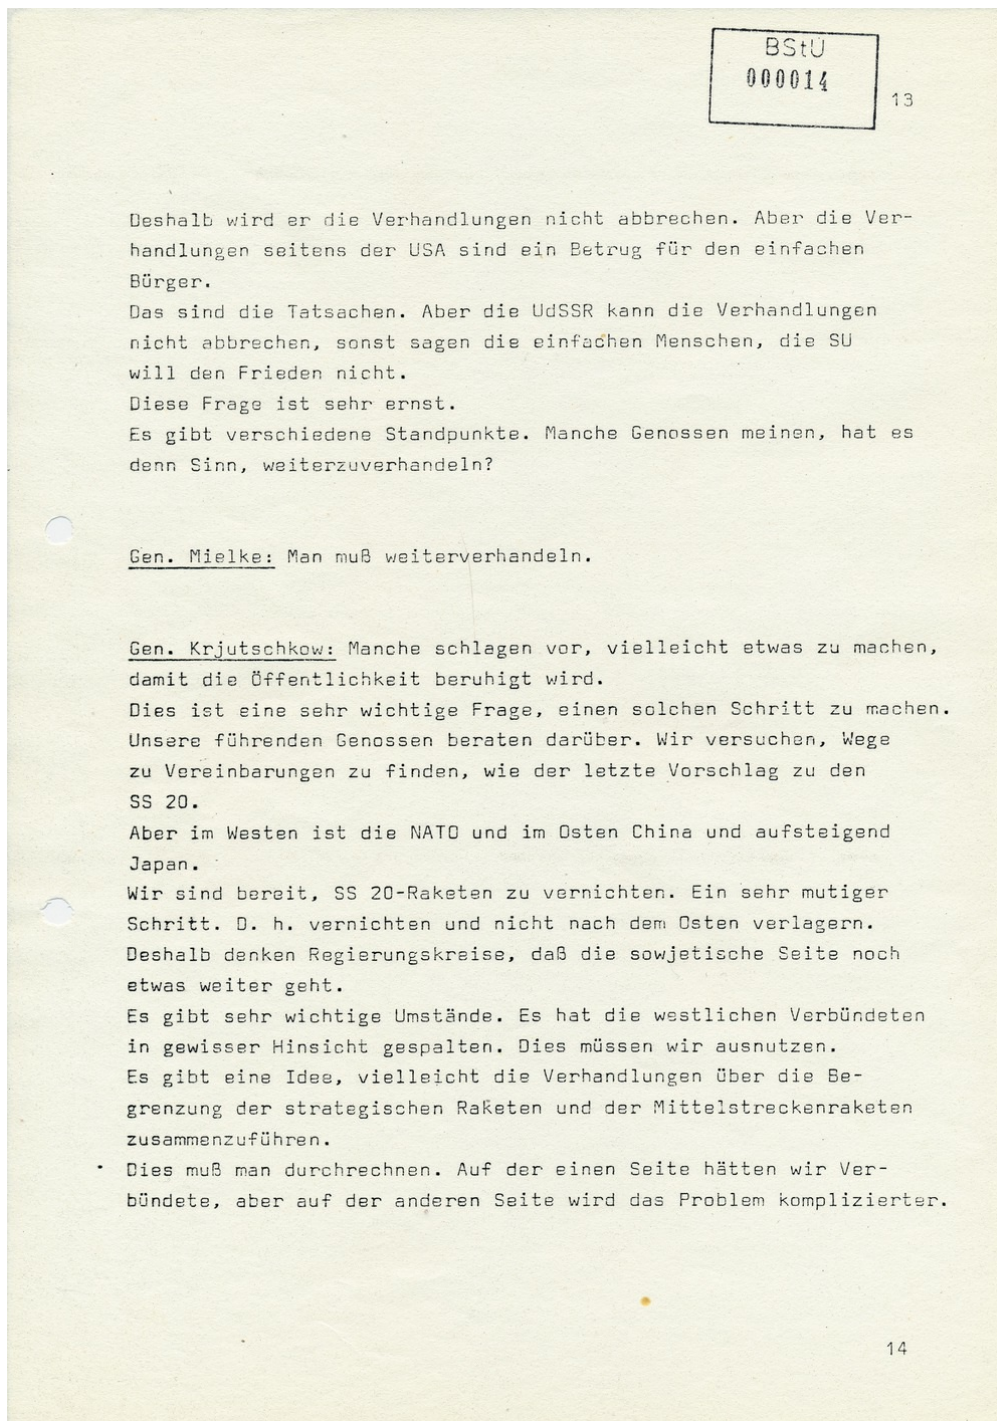 BStU
000014
13
Deshalb wird er die Verhandlungen nicht abbrechen. Aber die Ver-
handlungen seitens der USA sind ein Betrug für den einfachen
Bürger.
Das sind die Tatsachen. Aber die UdSSR kann die Verhandlungen
nicht abbrechen, sonst sagen die einfachen Menschen, die SU
will den Frieden nicht.
Diese Frage ist sehr ernst.
Es gibt verschiedene Standpunkte. Manche Genossen meinen, hat es
denn Sinn, weiterzuverhandeln?
Gen. Mielke: Man muß weiterverhandeln.
Gen. Krjutschkow: Manche schlagen vor, vielleicht etwas zu machen,
damit die Öffentlichkeit beruhigt wird.
Dies ist eine sehr wichtige Frage, einen solchen Schritt zu machen.
Unsere führenden Genossen beraten darüber. Wir versuchen, Wege
zu Vereinbarungen zu finden, wie der letzte Vorschlag zu den
SS 20.
Aber im Westen ist die NATO und im Osten China und aufsteigend
Japan.
Wir sind bereit, SS 20-Raketen zu vernichten. Ein sehr mutiger
Schritt. D. h. vernichten und nicht nach dem Osten verlagern.
Deshalb denken Regierungskreise, daß die sowjetische Seite noch
etwas weiter geht.
Es gibt sehr wichtige Umstände. Es hat die westlichen Verbündeten
in gewisser Hinsicht gespalten. Dies müssen wir ausnutzen.
Es gibt eine Idee, vielleicht die Verhandlungen über die Be-
grenzung der strategischen Raketen und der Mittelstreckenraketen
zusammenzuführen.
Dies muß man durchrechnen. Auf der einen Seite hätten wir Ver-
bündete, aber auf der anderen Seite wird das Problem komplizierter.
14